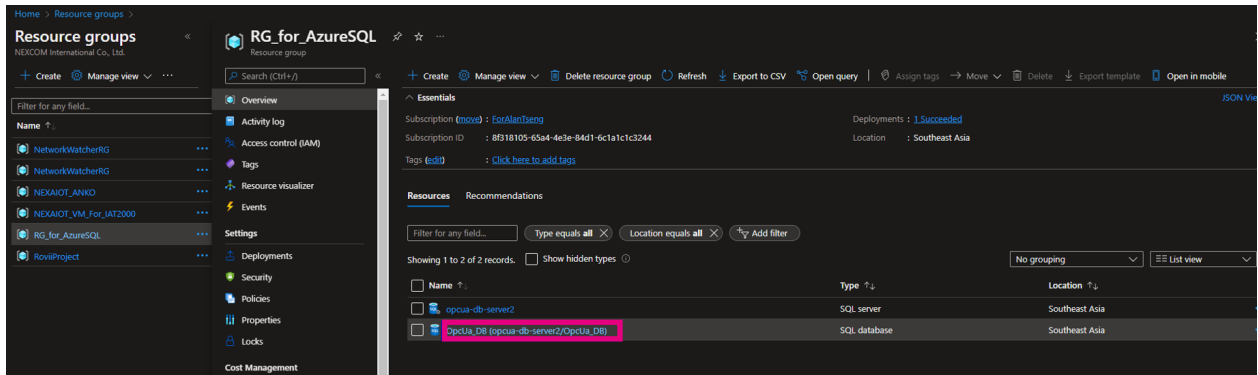 Home > Resource groups >
Resource groups «
NEXCOM International Co., Ltd.
+ Create Manage view ···
Filter for any field...
Name ↑
NetworkWatcherRG ···
NetworkWatcherRG ···
NEXAIOT_ANKO ···
NEXAIOT_VM_For_IAT2000 ···
RG_for_AzureSQL ···
RoviiProject ···
RG_for_AzureSQL ···
Resource group
Search (Ctrl+/) «
Overview
Activity log
Access control (IAM)
Tags
Resource visualizer
Events
Settings
Deployments
Security
Policies
Properties
Locks
Cost Management
+ Create Manage view Delete resource group Refresh Export to CSV Open query Assign tags Move Delete Export template Open in mobile
Essentials JSON Vie
Subscription (move) : ForAlanTseng Deployments : 1 Succeeded
Subscription ID : 8f318105-65a4-4e3e-84d1-6c1a1c1c3244 Location : Southeast Asia
Tags (edit) : Click here to add tags
Resources Recommendations
Filter for any field... Type equals all × Location equals all × Add filter
Showing 1 to 2 of 2 records. Show hidden types No grouping List view
Name ↑ Type ↑↓ Location ↑↓
opcua-db-server2 SQL server Southeast Asia
OpcUa_DB (opcua-db-server2/OpcUa_DB) SQL database Southeast Asia